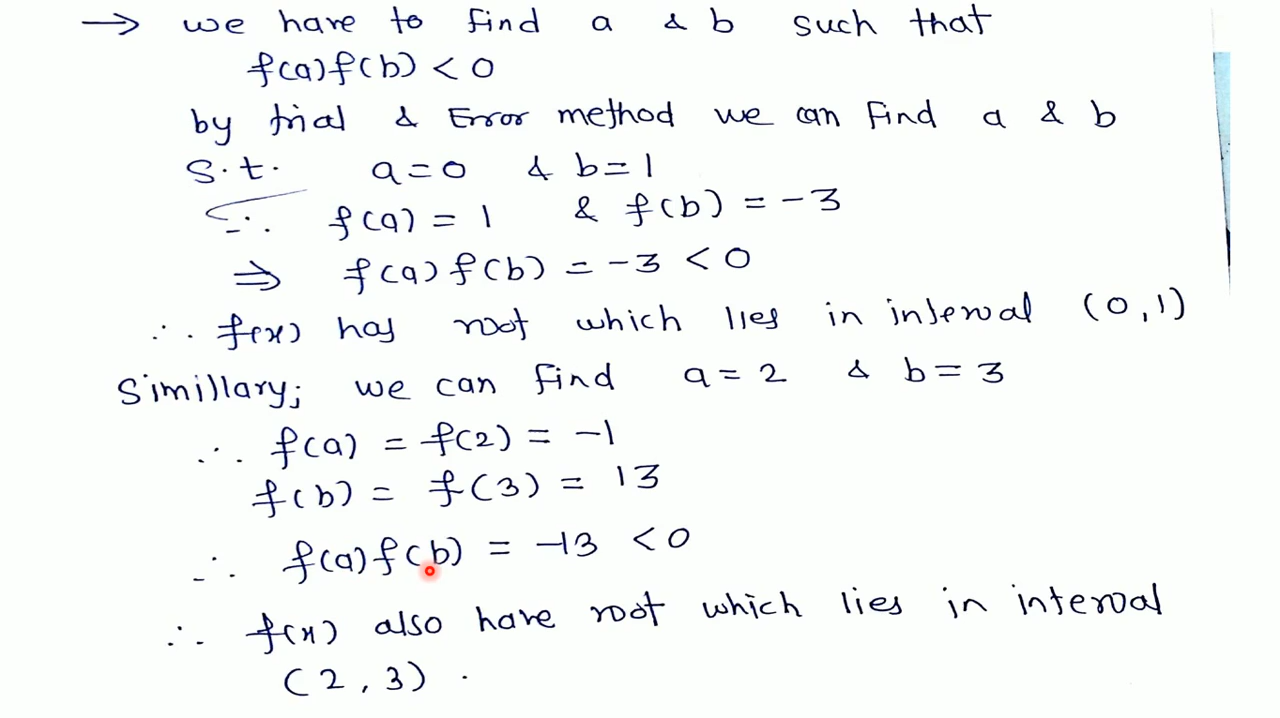 → we have to find a & b such that
f(a)f(b) < 0
by trial & Error method we can find a & b
s.t. a = 0 & b = 1
∴ f(a) = 1 & f(b) = -3
⇒ f(a)f(b) = -3 < 0
∴ f(x) has root which lies in interval (0,1)
Simillary; we can find a = 2 & b = 3
∴ f(a) = f(2) = -1
f(b) = f(3) = 13
∴ f(a)f(b) = -13 < 0
∴ f(x) also have root which lies in interval
(2,3).